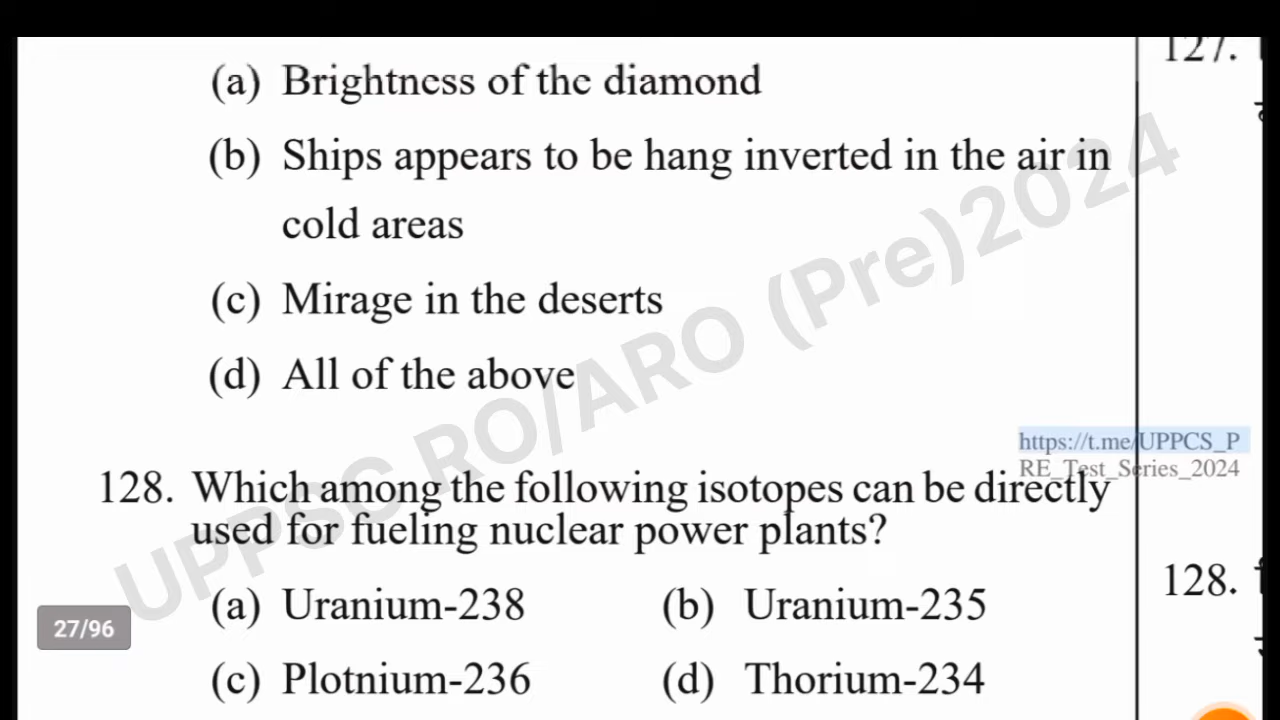 127.
(a) Brightness of the diamond
(b) Ships appears to be hang inverted in the air in
cold areas
(c) Mirage in the deserts
(d) All of the above
UPPSC RO/ARO (Pre)2024
https://t.me/UPPCS_P
RE_Test_Series_2024
128. Which among the following isotopes can be directly
used for fueling nuclear power plants?
(a) Uranium-238 (b) Uranium-235
(c) Plotnium-236 (d) Thorium-234
128.
27/96